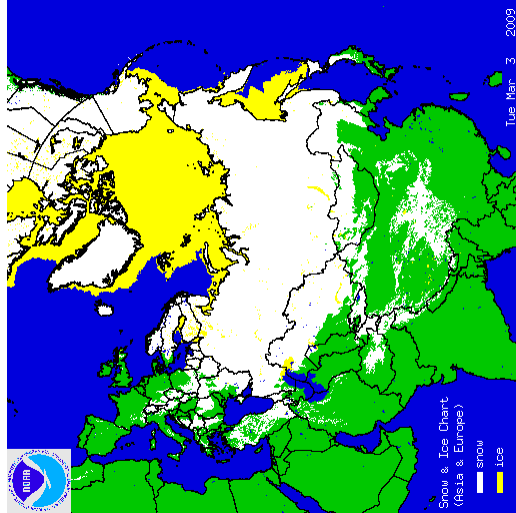 Tue Mar 3 2009
Snow & Ice Chart
(Asia & Europe)
snow
ice
NOAA